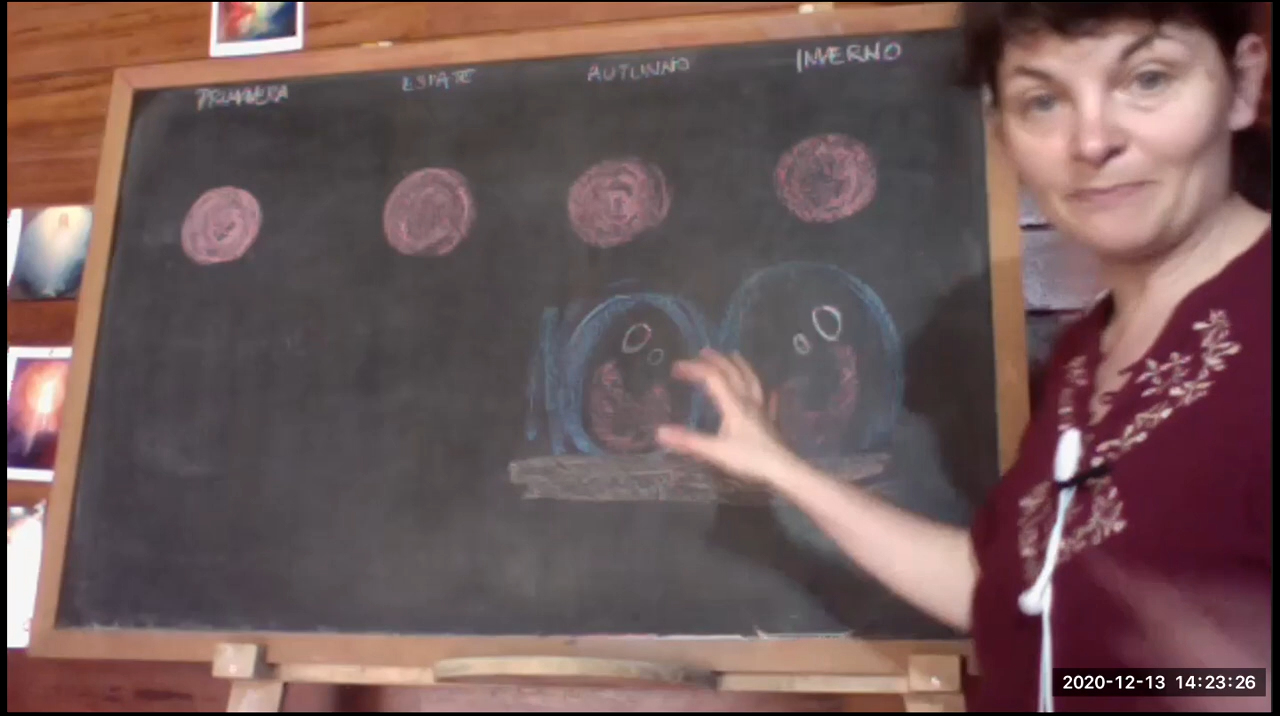 PRIMAVERA
ESTATE
AUTUNNO
INVERNO
2020-12-13 14:23:26